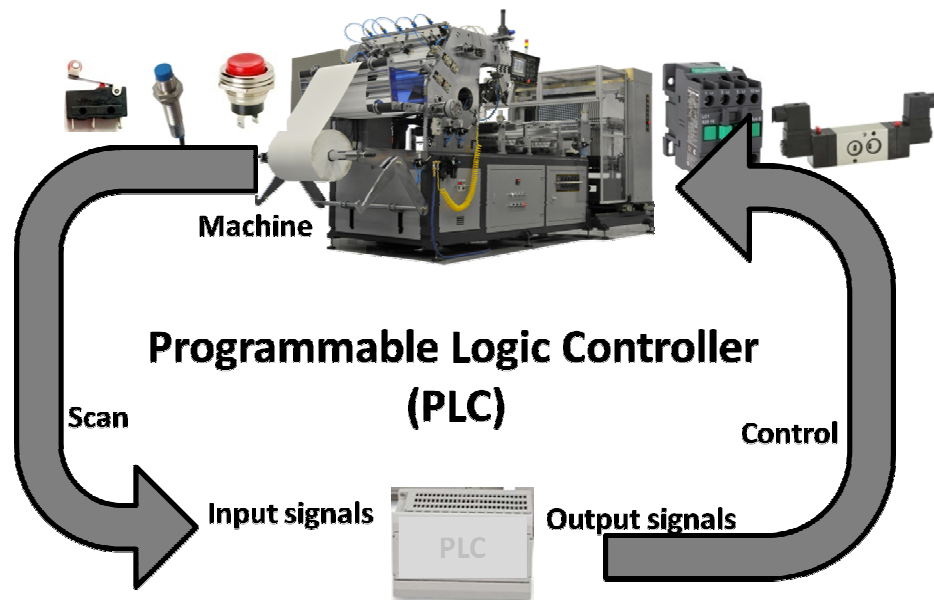 Machine
Programmable Logic Controller
(PLC)
Scan
Control
Input signals
PLC
Output signals